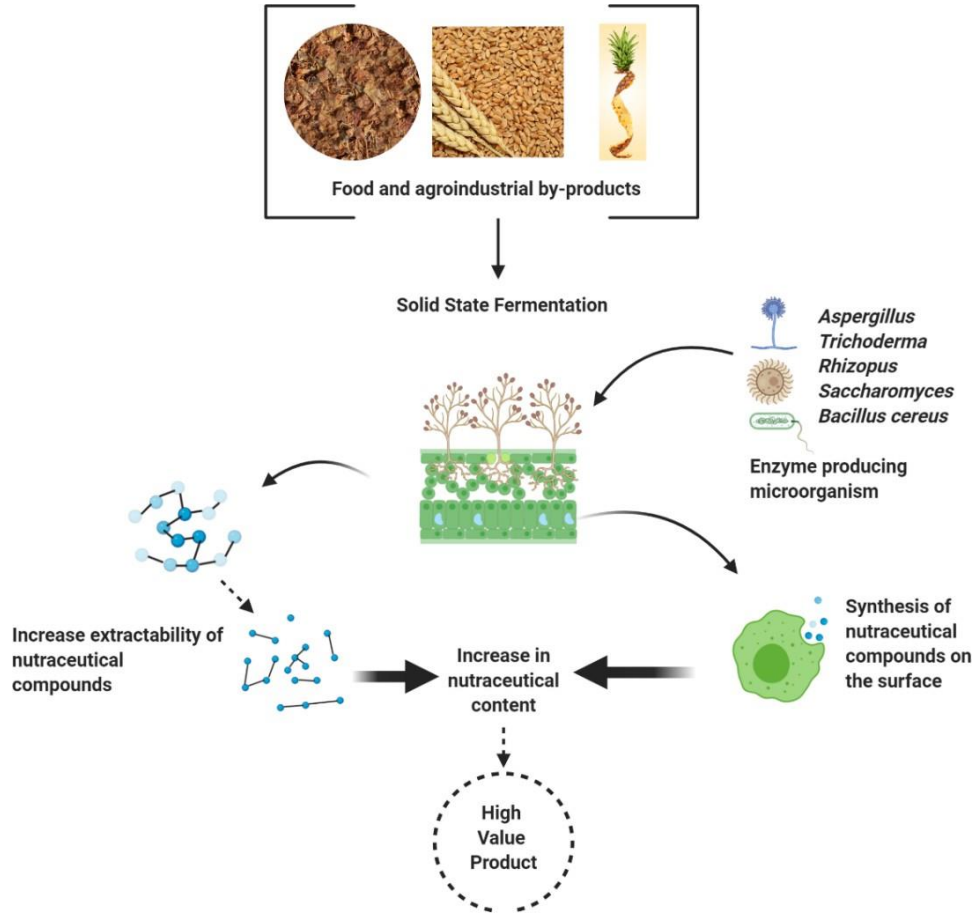 Food and agroindustrial by-products
Solid State Fermentation
Aspergillus
Trichoderma
Rhizopus
Saccharomyces
Bacillus cereus
Enzyme producing
microorganism
Increase extractability of
nutraceutical
compounds
Increase in
nutraceutical
content
Synthesis of
nutraceutical
compounds on
the surface
High
Value
Product